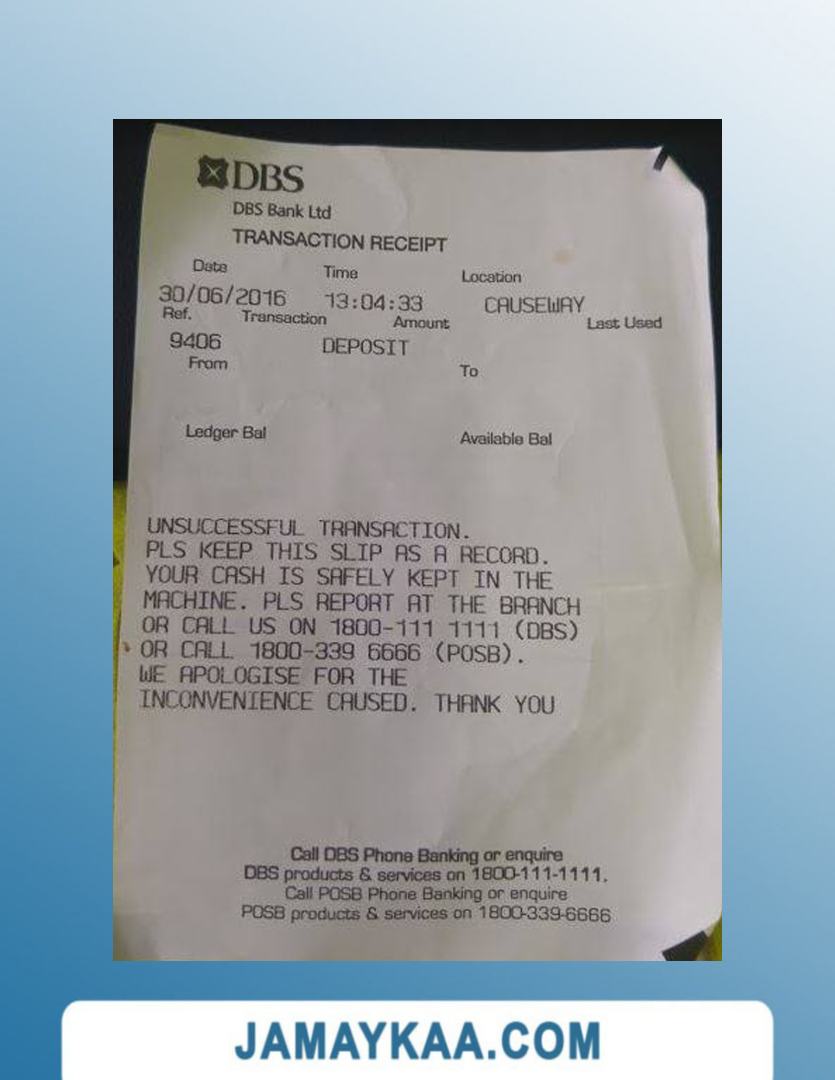 DBS
DBS Bank Ltd
TRANSACTION RECEIPT
Date Time Location
30/06/2016 13:04:33 CAUSEWAY
Ref. Transaction Amount Last Used
9406 DEPOSIT
From To
Ledger Bal Available Bal
UNSUCCESSFUL TRANSACTION.
PLS KEEP THIS SLIP AS A RECORD.
YOUR CASH IS SAFELY KEPT IN THE
MACHINE. PLS REPORT AT THE BRANCH
OR CALL US ON 1800-111 1111 (DBS)
OR CALL 1800-339 6666 (POSB).
WE APOLOGISE FOR THE
INCONVENIENCE CAUSED. THANK YOU
Call DBS Phone Banking or enquire
DBS products & services on 1800-111-1111.
Call POSB Phone Banking or enquire
POSB products & services on 1800-339-6666
JAMAYKAA.COM